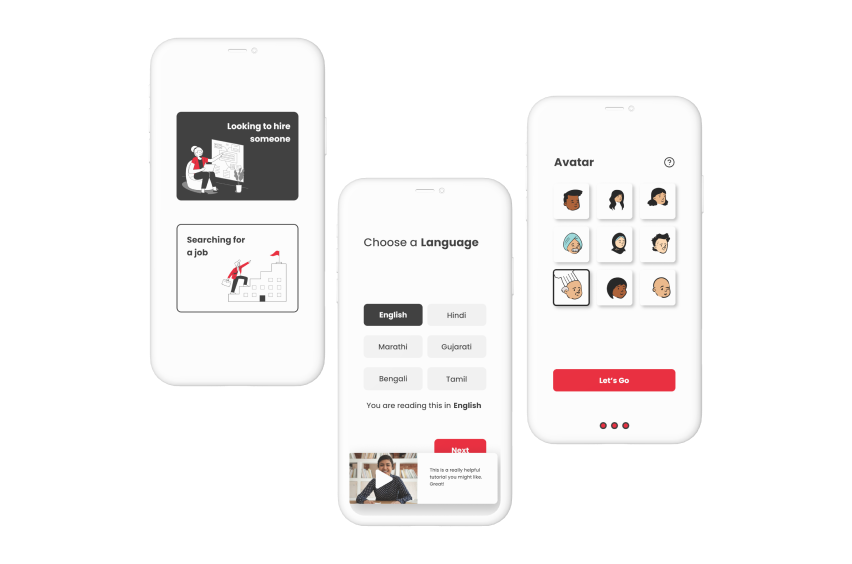 Looking to hire
someone
Searching for
a job
Choose a Language
English
Hindi
Marathi
Gujarati
Bengali
Tamil
You are reading this in English
Next
This is a really helpful
tutorial you might like.
Great!
Avatar
?
Let's Go